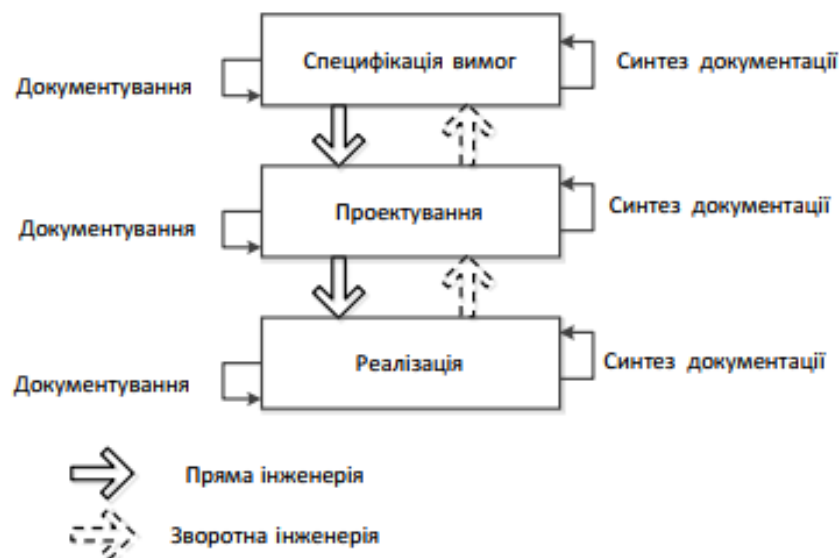 Специфікація вимог
Документування
Синтез документації
Проектування
Документування
Синтез документації
Реалізація
Документування
Синтез документації
Пряма інженерія
Зворотна інженерія